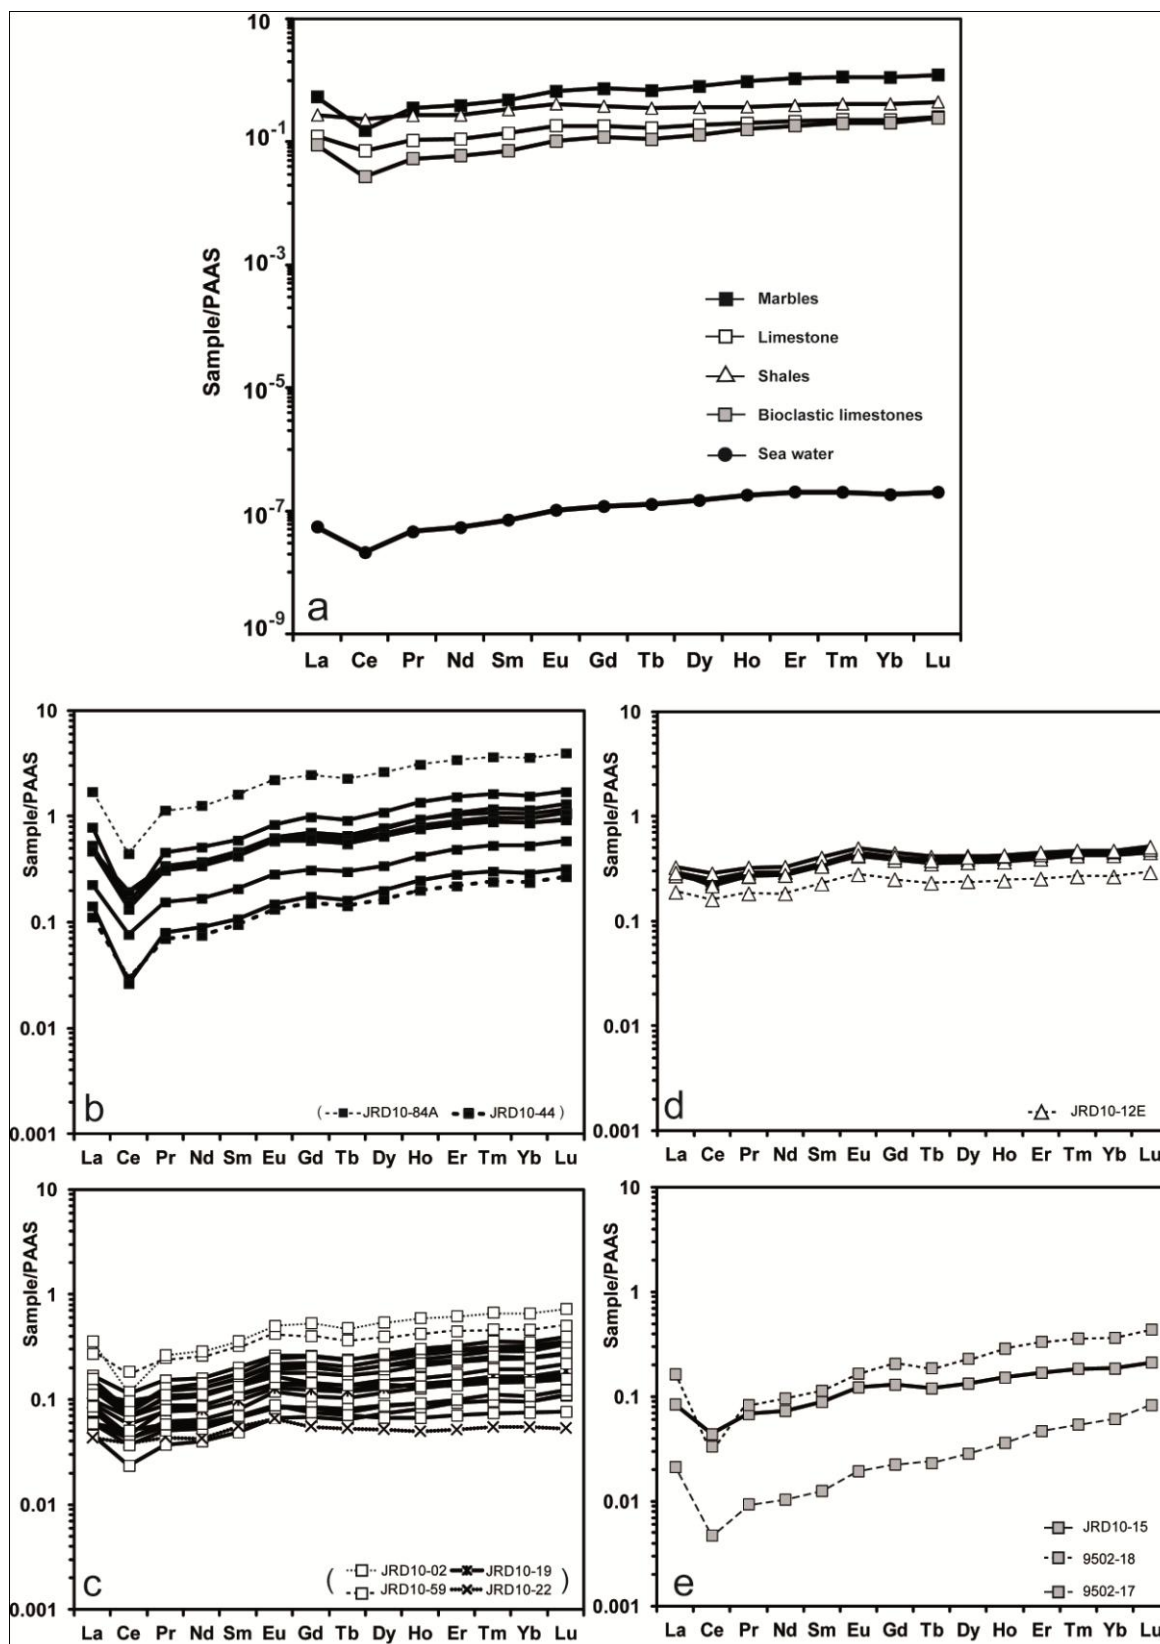 10
10⁻¹
10⁻³
10⁻⁵
10⁻⁷
10⁻⁹
Sample/PAAS
Marbles
Limestone
Shales
Bioclastic limestones
Sea water
a
La Ce Pr Nd Sm Eu Gd Tb Dy Ho Er Tm Yb Lu
10
1
0.1
0.01
0.001
Sample/PAAS
b
( JRD10-84A JRD10-44 )
La Ce Pr Nd Sm Eu Gd Tb Dy Ho Er Tm Yb Lu
10
1
0.1
0.01
0.001
Sample/PAAS
d
JRD10-12E
La Ce Pr Nd Sm Eu Gd Tb Dy Ho Er Tm Yb Lu
10
1
0.1
0.01
0.001
Sample/PAAS
c
( JRD10-02 JRD10-19 )
JRD10-59 JRD10-22
La Ce Pr Nd Sm Eu Gd Tb Dy Ho Er Tm Yb Lu
10
1
0.1
0.01
0.001
Sample/PAAS
e
JRD10-15
9502-18
9502-17
La Ce Pr Nd Sm Eu Gd Tb Dy Ho Er Tm Yb Lu